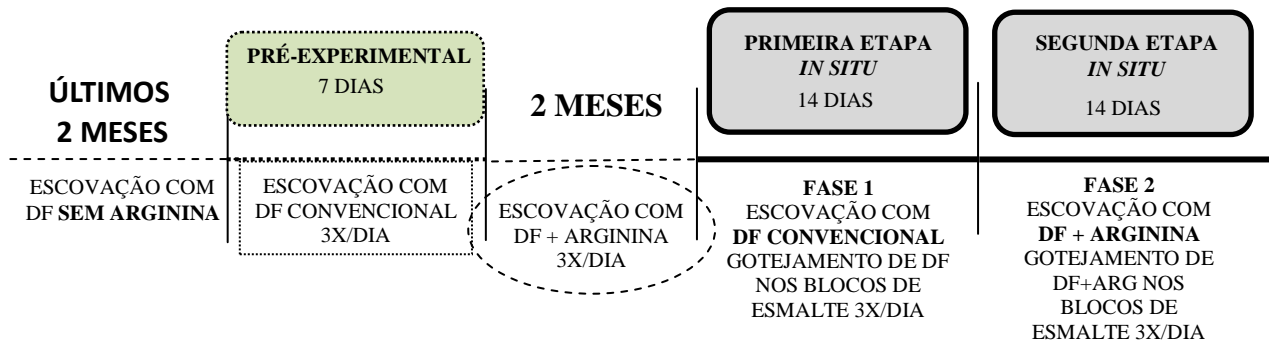 ÚLTIMOS
2 MESES
ESCOVAÇÃO COM
DF SEM ARGININA
PRÉ-EXPERIMENTAL
7 DIAS
ESCOVAÇÃO COM
DF CONVENCIONAL
3X/DIA
2 MESES
ESCOVAÇÃO COM
DF + ARGININA
3X/DIA
PRIMEIRA ETAPA
IN SITU
14 DIAS
FASE 1
ESCOVAÇÃO COM
DF CONVENCIONAL
GOTEJAMENTO DE DF
NOS BLOCOS DE
ESMALTE 3X/DIA
SEGUNDA ETAPA
IN SITU
14 DIAS
FASE 2
ESCOVAÇÃO COM
DF + ARGININA
GOTEJAMENTO DE
DF+ARG NOS
BLOCOS DE
ESMALTE 3X/DIA